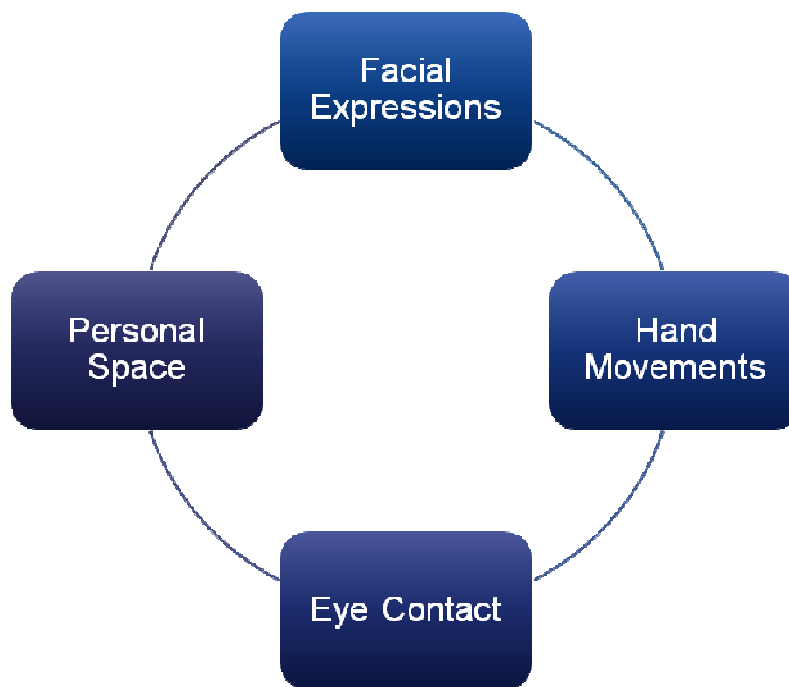 Facial
Expressions
Personal
Space
Hand
Movements
Eye Contact